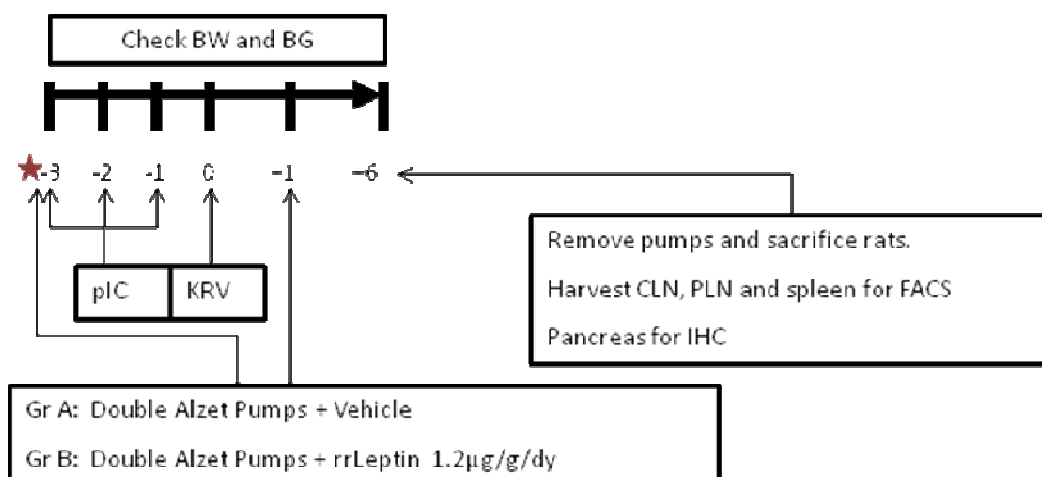 Check BW and BG
-3 -2 -1 0 –1 –6
pIC KRV
Remove pumps and sacrifice rats.
Harvest CLN, PLN and spleen for FACS
Pancreas for IHC
Gr A: Double Alzet Pumps + Vehicle
Gr B: Double Alzet Pumps + rrLeptin 1.2µg/g/dy